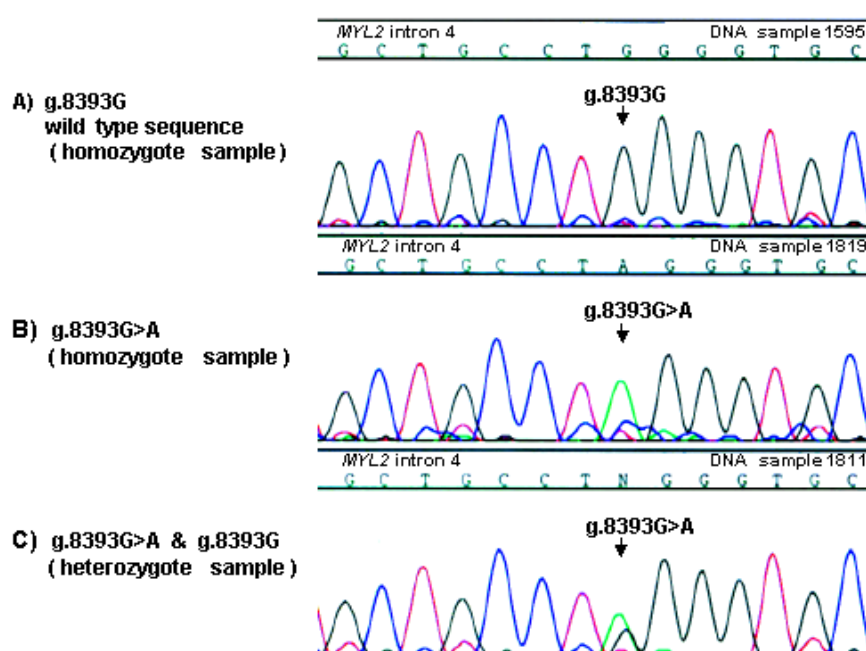 MYL2 intron 4 DNA sample 1595
G C T G C C T G G G G T G C
A) g.8393G
wild type sequence
( homozygote sample )
g.8393G
MYL2 intron 4 DNA sample 1819
G C T G C C T A G G G T G C
B) g.8393G>A
( homozygote sample )
g.8393G>A
MYL2 intron 4 DNA sample 1811
G C T G C C T N G G G T G C
C) g.8393G>A & g.8393G
( heterozygote sample )
g.8393G>A